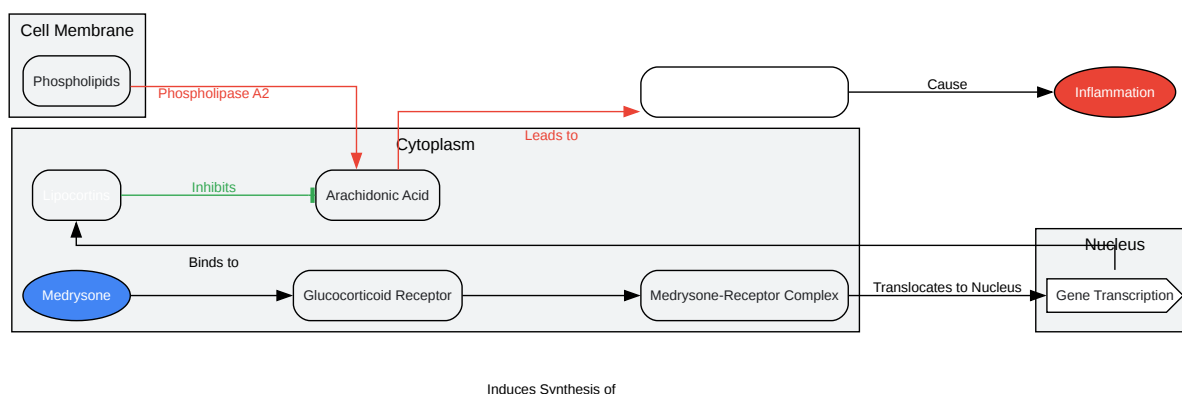 Cell Membrane
Phospholipids
Phospholipase A2
Cause
Inflammation
Leads to
Cytoplasm
Lipocortins
Inhibits
Arachidonic Acid
Nucleus
Binds to
Medrysone
Glucocorticoid Receptor
Medrysone-Receptor Complex
Translocates to Nucleus
Gene Transcription
Induces Synthesis of